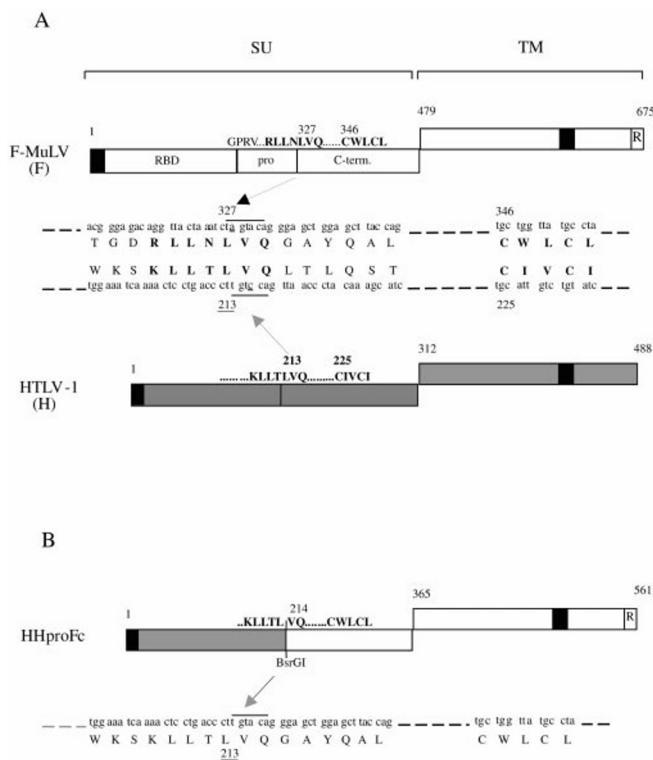 A
SU TM
479 675
1 327 346
GPRV...RLLNLVQ......CWLCL R
F-MuLV
(F)
RBD pro C-term.
327 346
acg gga gac agg tta cta aat cta gta cag gga gct gga gct tac cag tgc tgg tta tgc cta
T G D R L L N L V Q G A Y Q A L C W L C L
W K S K L L T L V Q L T L Q S T C I V C I
tgg aaa tca aaa ctc ctg acc ctt gtc cag tta acc cta caa agc atc tgc att gtc tgt atc
213 225
312 488
1 213 225
.........KLLTLVQ.........CIVCI
HTLV-1
(H)
B
365 561
1 214
..KLLTL VQ.......CWLCL R
HHproFc
BsrGI
tgg aaa tca aaa ctc ctg acc ctt gta cag gga gct gga gct tac cag tgc tgg tta tgc cta
W K S K L L T L V Q G A Y Q A L C W L C L
213